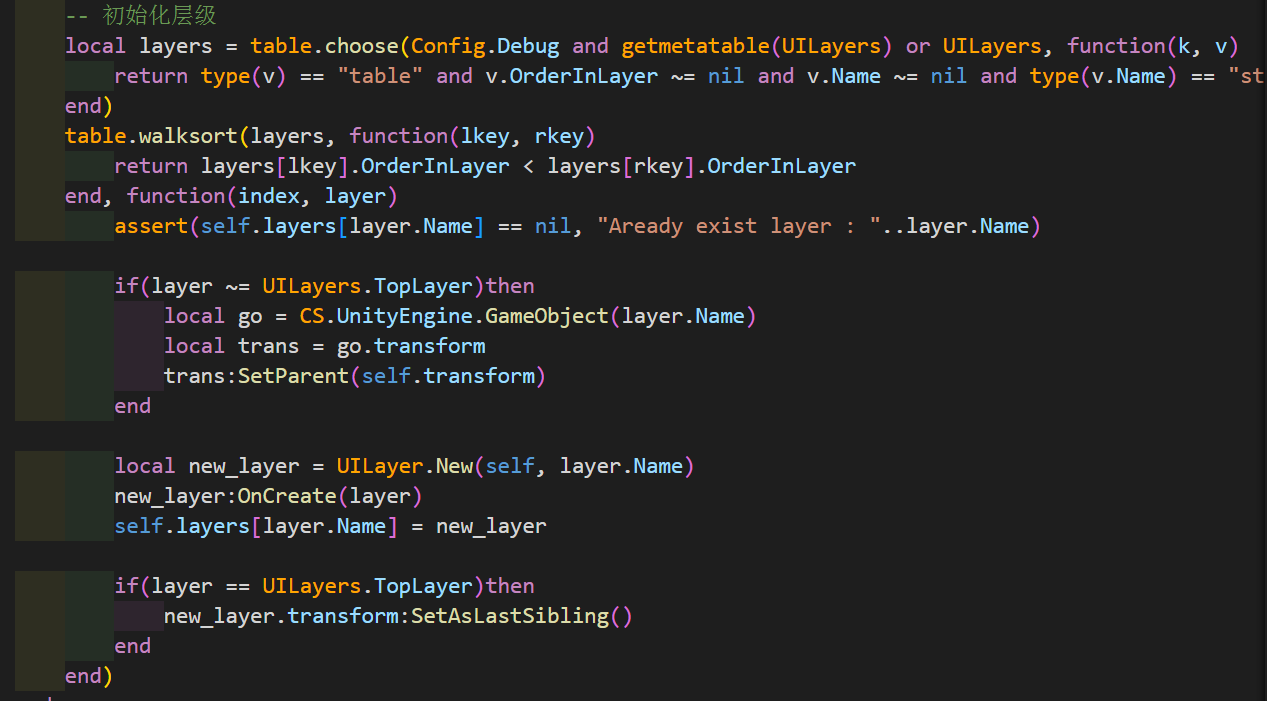 -- 初始化层级
local layers = table.choose(Config.Debug and getmetatable(UILayers) or UILayers, function(k, v)
return type(v) == "table" and v.OrderInLayer ~= nil and v.Name ~= nil and type(v.Name) == "st
end)
table.walksort(layers, function(lkey, rkey)
return layers[lkey].OrderInLayer < layers[rkey].OrderInLayer
end, function(index, layer)
assert(self.layers[layer.Name] == nil, "Aready exist layer : "..layer.Name)
if(layer ~= UILayers.TopLayer)then
local go = CS.UnityEngine.GameObject(layer.Name)
local trans = go.transform
trans:SetParent(self.transform)
end
local new_layer = UILayer.New(self, layer.Name)
new_layer:OnCreate(layer)
self.layers[layer.Name] = new_layer
if(layer == UILayers.TopLayer)then
new_layer.transform:SetAsLastSibling()
end
end)